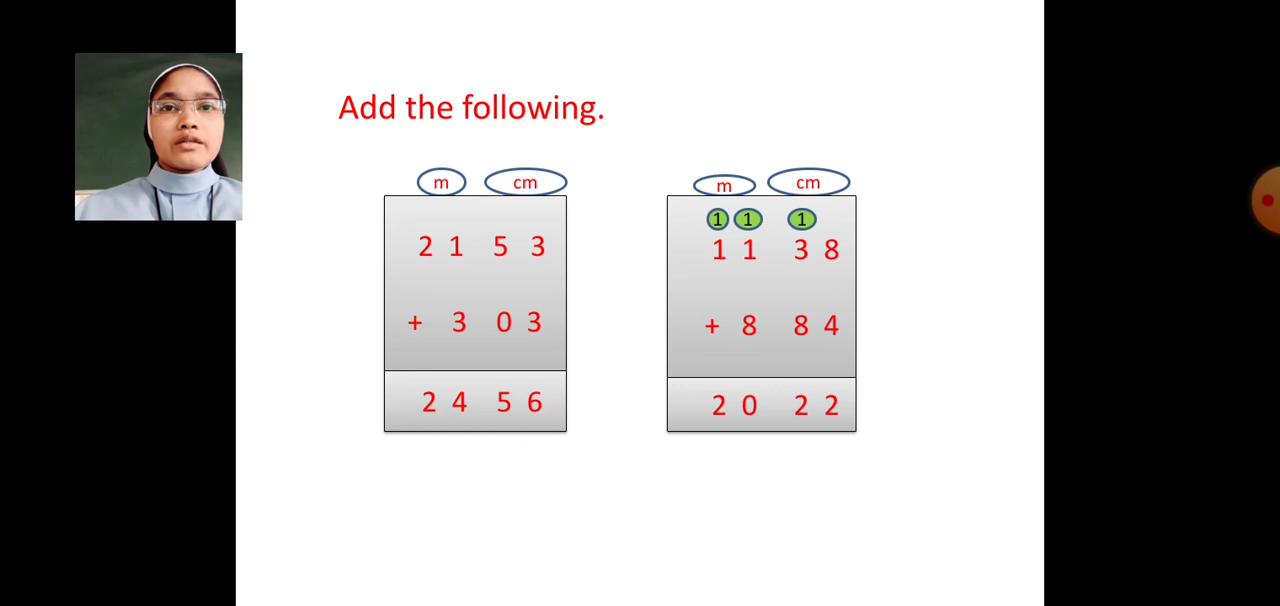 Add the following.
m cm
2 1 5 3
+ 3 0 3
2 4 5 6
m cm
1 1 1
1 1 3 8
+ 8 8 4
2 0 2 2